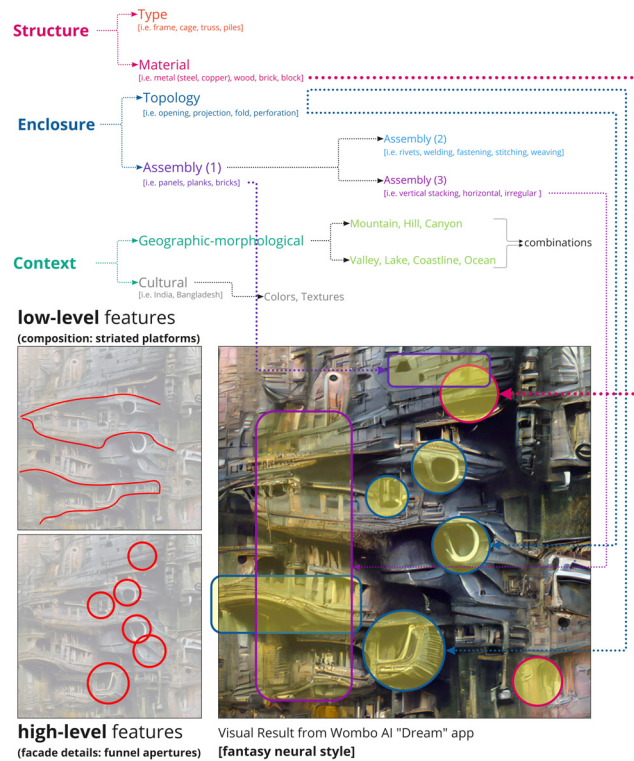 Structure
Type
[i.e. frame, cage, truss, piles]
Material
[i.e. metal (steel, copper), wood, brick, block]
Enclosure
Topology
[i.e. opening, projection, fold, perforation]
Assembly (1)
[i.e. panels, planks, bricks]
Assembly (2)
[i.e. rivets, welding, fastening, stitching, weaving]
Assembly (3)
[i.e. vertical stacking, horizontal, irregular ]
Context
Geographic-morphological
Mountain, Hill, Canyon
Valley, Lake, Coastline, Ocean
combinations
Cultural
[i.e. India, Bangladesh]
Colors, Textures
low-level features
(composition: striated platforms)
high-level features
(facade details: funnel apertures)
Visual Result from Wombo AI "Dream" app
[fantasy neural style]